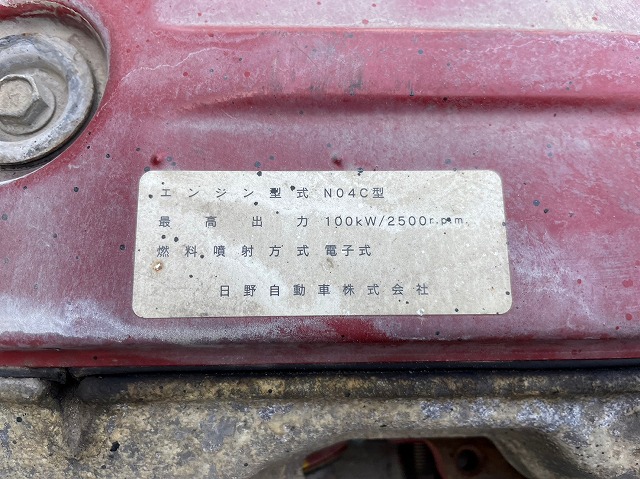 エンジン型式 N04C型
最高出力 100kW/2500r.p.m.
燃料噴射方式 電子式
日野自動車株式会社